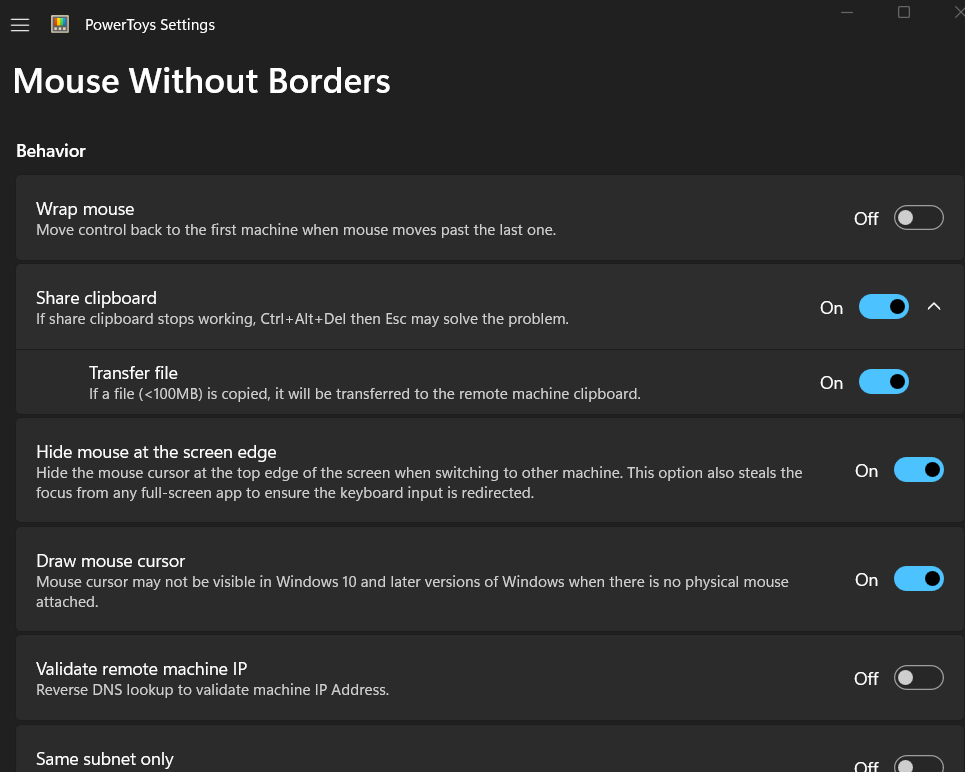 PowerToys Settings
Mouse Without Borders
Behavior
Wrap mouse
Move control back to the first machine when mouse moves past the last one.
Off
Share clipboard
If share clipboard stops working, Ctrl+Alt+Del then Esc may solve the problem.
On
Transfer file
If a file (<100MB) is copied, it will be transferred to the remote machine clipboard.
On
Hide mouse at the screen edge
Hide the mouse cursor at the top edge of the screen when switching to other machine. This option also steals the
focus from any full-screen app to ensure the keyboard input is redirected.
On
Draw mouse cursor
Mouse cursor may not be visible in Windows 10 and later versions of Windows when there is no physical mouse
attached.
On
Validate remote machine IP
Reverse DNS lookup to validate machine IP Address.
Off
Same subnet only
Off